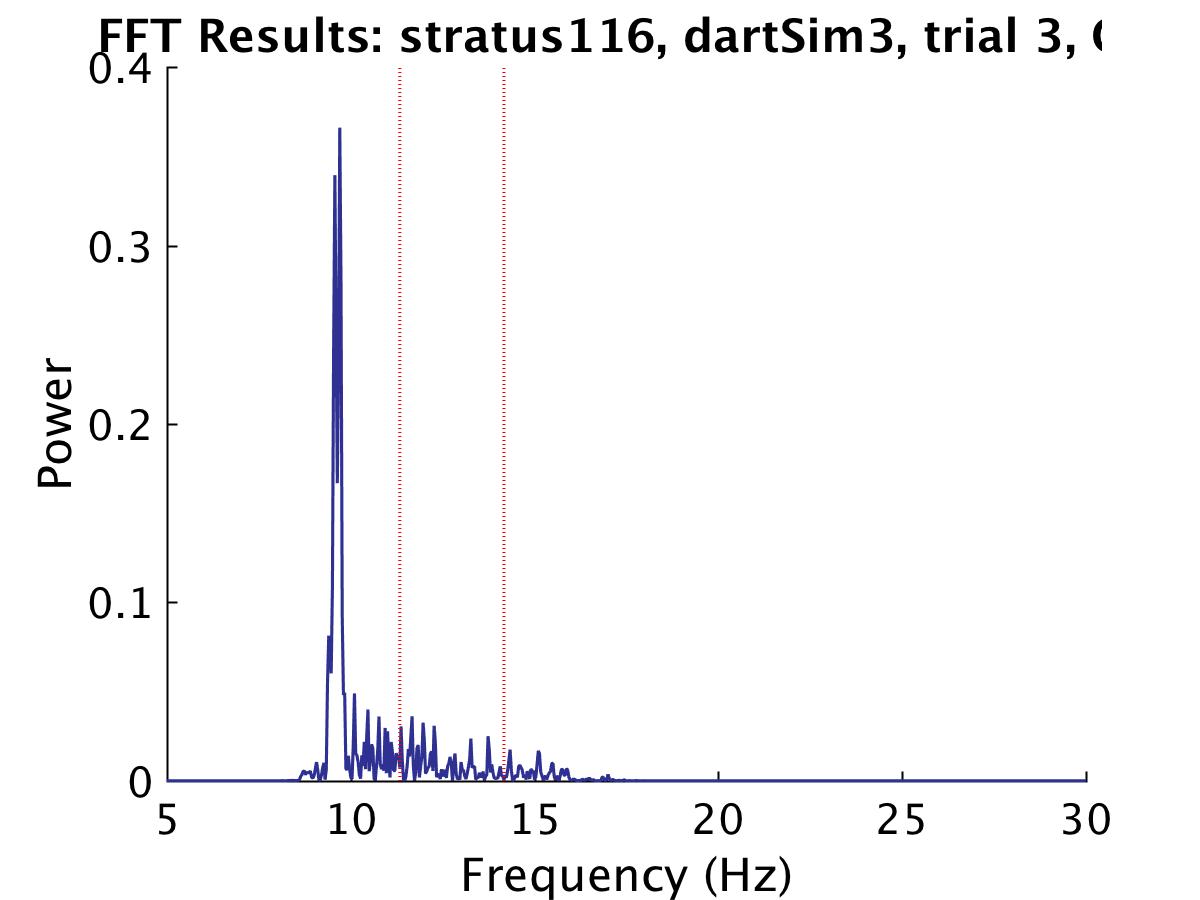 FFT Results: stratus116, dartSim3, trial 3,
0.4
0.3
0.2
0.1
0
Power
5 10 15 20 25 30
Frequency (Hz)